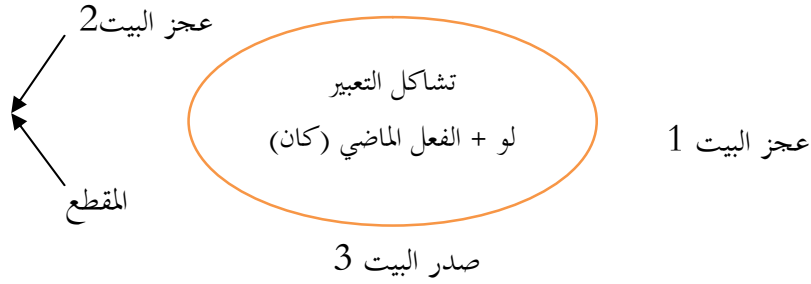 عجز البيت2
تشاكل التعبير
لو + الفعل الماضي (كان)
عجز البيت 1
المقطع
صدر البيت 3